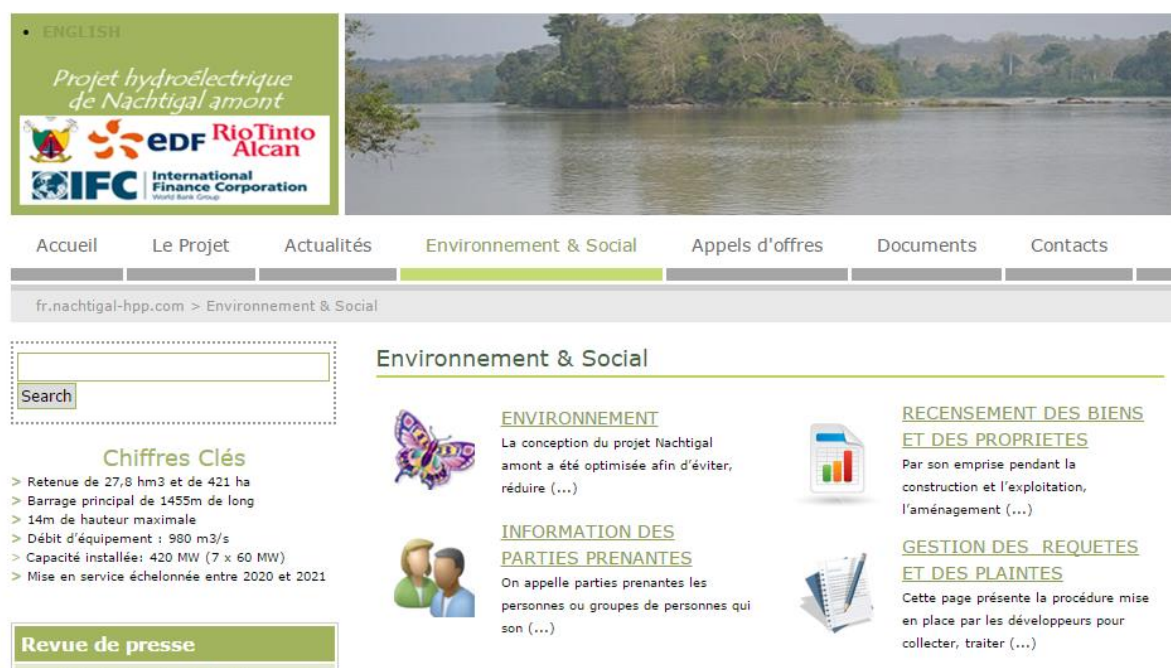 ENGLISH
Projet hydroélectrique
de Nachtigal amont
eDF RioTinto
Alcan
IFC International
Finance Corporation
World Bank Group
Accueil Le Projet Actualités Environnement & Social Appels d'offres Documents Contacts
fr.nachtigal-hpp.com > Environnement & Social
Search
Chiffres Clés
> Retenue de 27,8 hm3 et de 421 ha
> Barrage principal de 1455m de long
> 14m de hauteur maximale
> Débit d'équipement : 980 m3/s
> Capacité installée: 420 MW (7 x 60 MW)
> Mise en service échelonnée entre 2020 et 2021
Revue de presse
Environnement & Social
ENVIRONNEMENT
La conception du projet Nachtigal
amont a été optimisée afin d'éviter,
réduire (...)
INFORMATION DES
PARTIES PRENANTES
On appelle parties prenantes les
personnes ou groupes de personnes qui
son (...)
RECENSEMENT DES BIENS
ET DES PROPRIETES
Par son emprise pendant la
construction et l'exploitation,
l'aménagement (...)
GESTION DES REQUETES
ET DES PLAINTES
Cette page présente la procédure mise
en place par les développeurs pour
collecter, traiter (...)